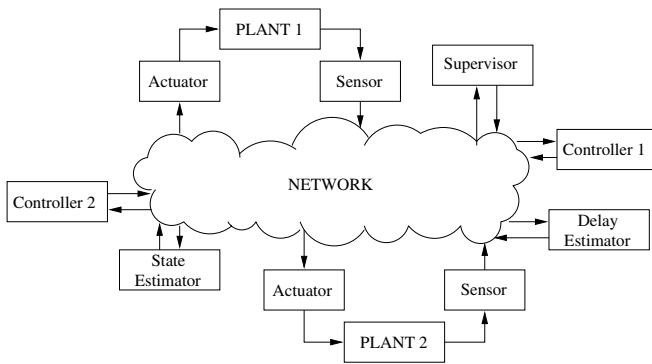 PLANT 1
Actuator
Sensor
Supervisor
Controller 1
NETWORK
Controller 2
Delay
Estimator
State
Estimator
Actuator
Sensor
PLANT 2